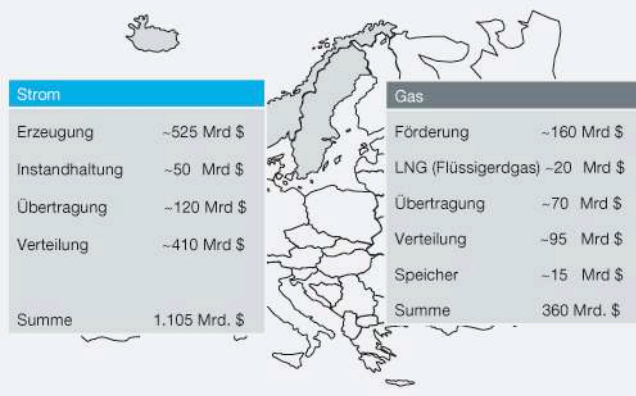 Strom
Erzeugung ~525 Mrd $
Instandhaltung ~50 Mrd $
Übertragung ~120 Mrd $
Verteilung ~410 Mrd $
Summe 1.105 Mrd. $
Gas
Förderung ~160 Mrd $
LNG (Flüssigerdgas) ~20 Mrd $
Übertragung ~70 Mrd $
Verteilung ~95 Mrd $
Speicher ~15 Mrd $
Summe 360 Mrd. $